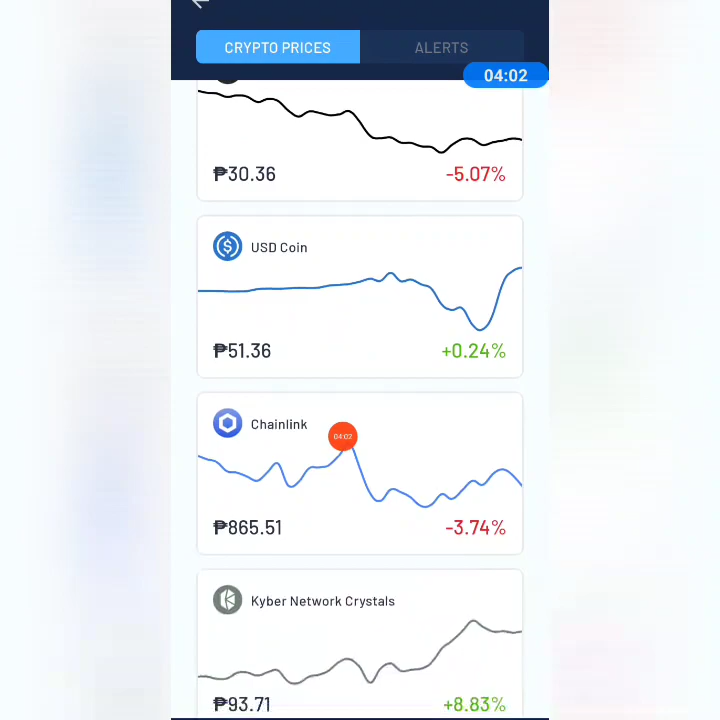 CRYPTO PRICES
ALERTS
04:02
₱30.36
-5.07%
USD Coin
₱51.36
+0.24%
Chainlink
04:02
₱865.51
-3.74%
Kyber Network Crystals
₱93.71
+8.83%